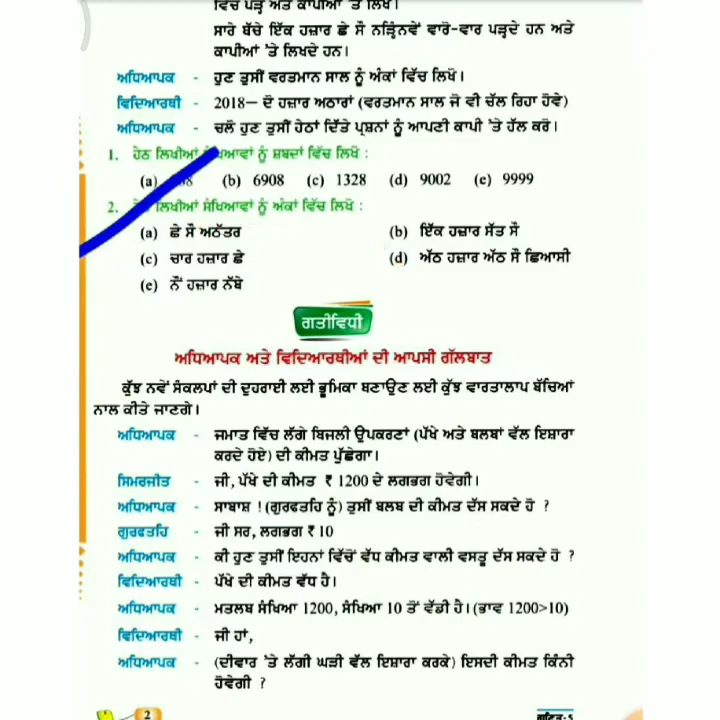 ਵਿੱਚ ਪੜ੍ਹੋ ਅਤੇ ਕਾਪੀਆਂ 'ਤੇ ਲਿਖੋ।
ਸਾਰੇ ਬੱਚੇ ਇੱਕ ਹਜ਼ਾਰ ਛੇ ਸੌ ਨੜਿੰਨਵੇਂ ਵਾਰੋ-ਵਾਰ ਪੜ੍ਹਦੇ ਹਨ ਅਤੇ
ਕਾਪੀਆਂ 'ਤੇ ਲਿਖਦੇ ਹਨ।
ਅਧਿਆਪਕ - ਹੁਣ ਤੁਸੀਂ ਵਰਤਮਾਨ ਸਾਲ ਨੂੰ ਅੰਕਾਂ ਵਿੱਚ ਲਿਖੋ।
ਵਿਦਿਆਰਥੀ - 2018— ਦੋ ਹਜ਼ਾਰ ਅਠਾਰਾਂ (ਵਰਤਮਾਨ ਸਾਲ ਜੋ ਵੀ ਚੱਲ ਰਿਹਾ ਹੋਵੇ)
ਅਧਿਆਪਕ - ਚਲੋ ਹੁਣ ਤੁਸੀਂ ਹੇਠਾਂ ਦਿੱਤੇ ਪ੍ਰਸ਼ਨਾਂ ਨੂੰ ਆਪਣੀ ਕਾਪੀ 'ਤੇ ਹੱਲ ਕਰੋ।
1. ਹੇਠ ਲਿਖੀਆਂ ਨੂੰ ਸ਼ਬਦਾਂ ਵਿੱਚ ਲਿਖੋ :
(a) (b) 6908 (c) 1328 (d) 9002 (e) 9999
2. ਲਿਖੀਆਂ ਸੰਖਿਆਵਾਂ ਨੂੰ ਅੰਕਾਂ ਵਿੱਚ ਲਿਖੋ :
(a) ਛੇ ਸੌ ਅਠੱਤਰ (b) ਇੱਕ ਹਜ਼ਾਰ ਸੱਤ ਸੌ
(c) ਚਾਰ ਹਜ਼ਾਰ ਛੇ (d) ਅੱਠ ਹਜ਼ਾਰ ਅੱਠ ਸੌ ਛਿਆਸੀ
(e) ਨੌਂ ਹਜ਼ਾਰ ਨੱਬੇ
ਗਤੀਵਿਧੀ
ਅਧਿਆਪਕ ਅਤੇ ਵਿਦਿਆਰਥੀਆਂ ਦੀ ਆਪਸੀ ਗੱਲਬਾਤ
ਕੁੱਝ ਨਵੇਂ ਸੰਕਲਪਾਂ ਦੀ ਦੁਹਰਾਈ ਲਈ ਭੂਮਿਕਾ ਬਣਾਉਣ ਲਈ ਕੁੱਝ ਵਾਰਤਾਲਾਪ ਬੱਚਿਆਂ
ਨਾਲ ਕੀਤੇ ਜਾਣਗੇ।
ਅਧਿਆਪਕ - ਜਮਾਤ ਵਿੱਚ ਲੱਗੇ ਬਿਜਲੀ ਉਪਕਰਣਾਂ (ਪੱਖੇ ਅਤੇ ਬਲਬਾਂ ਵੱਲ ਇਸ਼ਾਰਾ
ਕਰਦੇ ਹੋਏ) ਦੀ ਕੀਮਤ ਪੁੱਛੇਗਾ।
ਸਿਮਰਜੀਤ - ਜੀ, ਪੱਖੇ ਦੀ ਕੀਮਤ ₹ 1200 ਦੇ ਲਗਭਗ ਹੋਵੇਗੀ।
ਅਧਿਆਪਕ - ਸਾਬਾਸ਼ ! (ਗੁਰਫਤਹਿ ਨੂੰ) ਤੁਸੀਂ ਬਲਬ ਦੀ ਕੀਮਤ ਦੱਸ ਸਕਦੇ ਹੋ ?
ਗੁਰਫਤਹਿ - ਜੀ ਸਰ, ਲਗਭਗ ₹ 10
ਅਧਿਆਪਕ - ਕੀ ਹੁਣ ਤੁਸੀਂ ਇਹਨਾਂ ਵਿੱਚੋਂ ਵੱਧ ਕੀਮਤ ਵਾਲੀ ਵਸਤੂ ਦੱਸ ਸਕਦੇ ਹੋ ?
ਵਿਦਿਆਰਥੀ - ਪੱਖੇ ਦੀ ਕੀਮਤ ਵੱਧ ਹੈ।
ਅਧਿਆਪਕ - ਮਤਲਬ ਸੰਖਿਆ 1200, ਸੰਖਿਆ 10 ਤੋਂ ਵੱਡੀ ਹੈ। (ਭਾਵ 1200>10)
ਵਿਦਿਆਰਥੀ - ਜੀ ਹਾਂ,
ਅਧਿਆਪਕ - (ਦੀਵਾਰ 'ਤੇ ਲੱਗੀ ਘੜੀ ਵੱਲ ਇਸ਼ਾਰਾ ਕਰਕੇ) ਇਸਦੀ ਕੀਮਤ ਕਿੰਨੀ
ਹੋਵੇਗੀ ?
2 ਗਣਿਤ-5